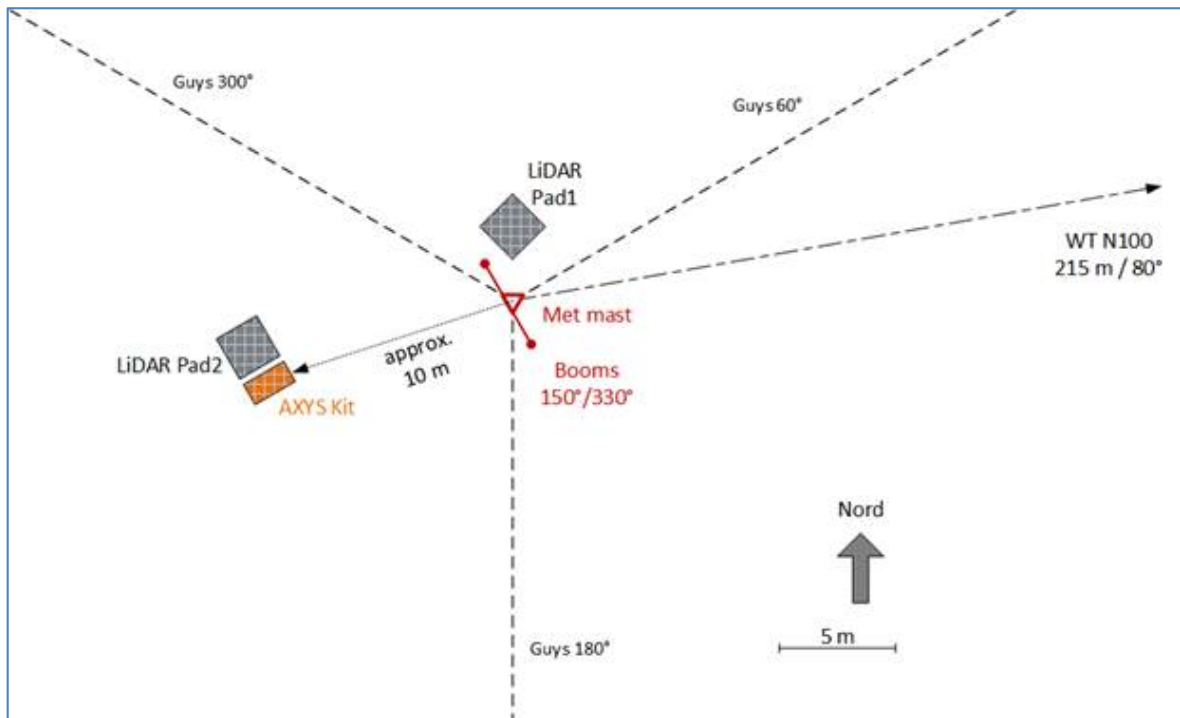 Guys 300°
Guys 60°
LiDAR
Pad1
WT N100
215 m / 80°
Met mast
approx.
10 m
LiDAR Pad2
Booms
150°/330°
AXYS Kit
Nord
5 m
Guys 180°